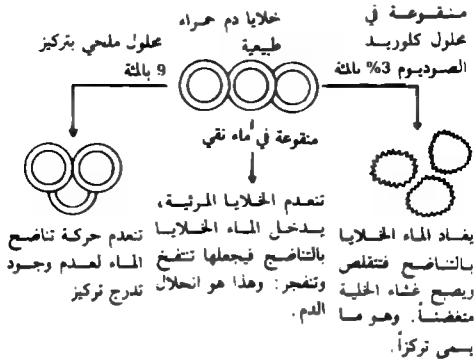 منقوعة في
محلول كلوريد
الصوديوم 3% بالمئة
خلايا دم حمراء
طبيعية
محلول ملحي بتركيز
9 بالمئة
منقوعة في ماء نقي
يغاد الماء الخلايا
بالتناضح فتتقلص
ويصبح غشاء الخلية
متغضناً. وهو ما
يسمى تركزاً.
تنعدم الخلايا المرئية،
يدخل الماء الخلايا
بالتناضح فيجعلها تنتفخ
وتنفجر: وهذا هو انحلال
الدم.
تنعدم حركة تناضح
الماء لعدم وجود
تدرج تركيز